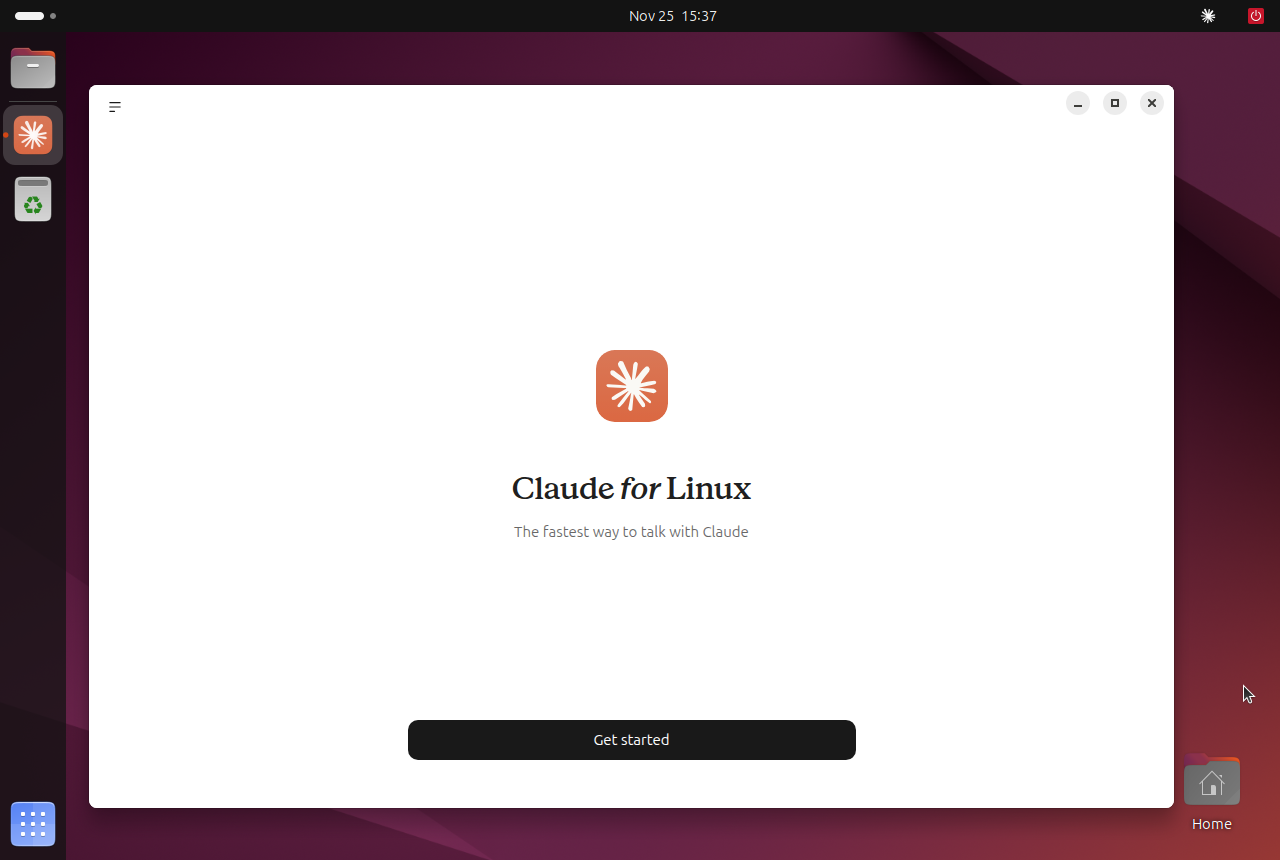 Nov 25 15:37
Claude for Linux
The fastest way to talk with Claude
Get started
Home